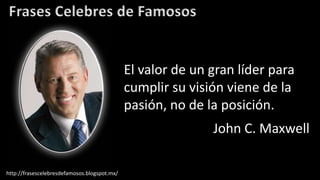 Frases Celebres de Famosos
El valor de un gran líder para
cumplir su visión viene de la
pasión, no de la posición.
John C. Maxwell
http://frasescelebresdefamosos.blogspot.mx/